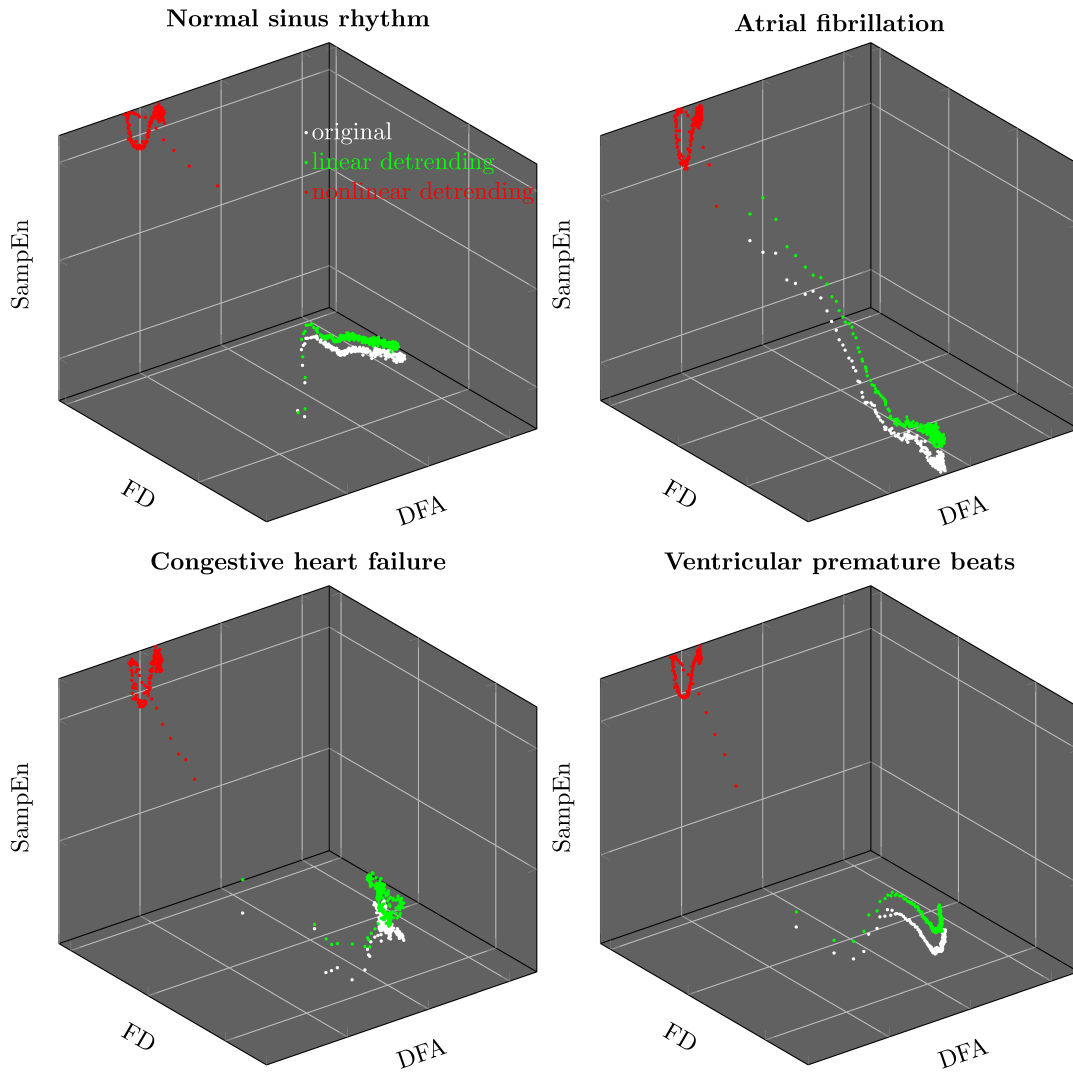 Normal sinus rhythm
Atrial fibrillation
original
linear detrending
nonlinear detrending
SampEn
SampEn
FD
DFA
FD
DFA
Congestive heart failure
Ventricular premature beats
SampEn
SampEn
FD
DFA
FD
DFA